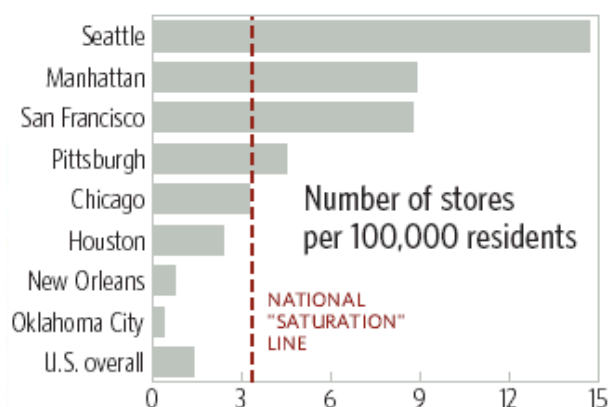 Seattle
Manhattan
San Francisco
Pittsburgh
Chicago
Houston
New Orleans
Oklahoma City
U.S. overall
Number of stores
per 100,000 residents
NATIONAL
"SATURATION"
LINE
0 3 6 9 12 15